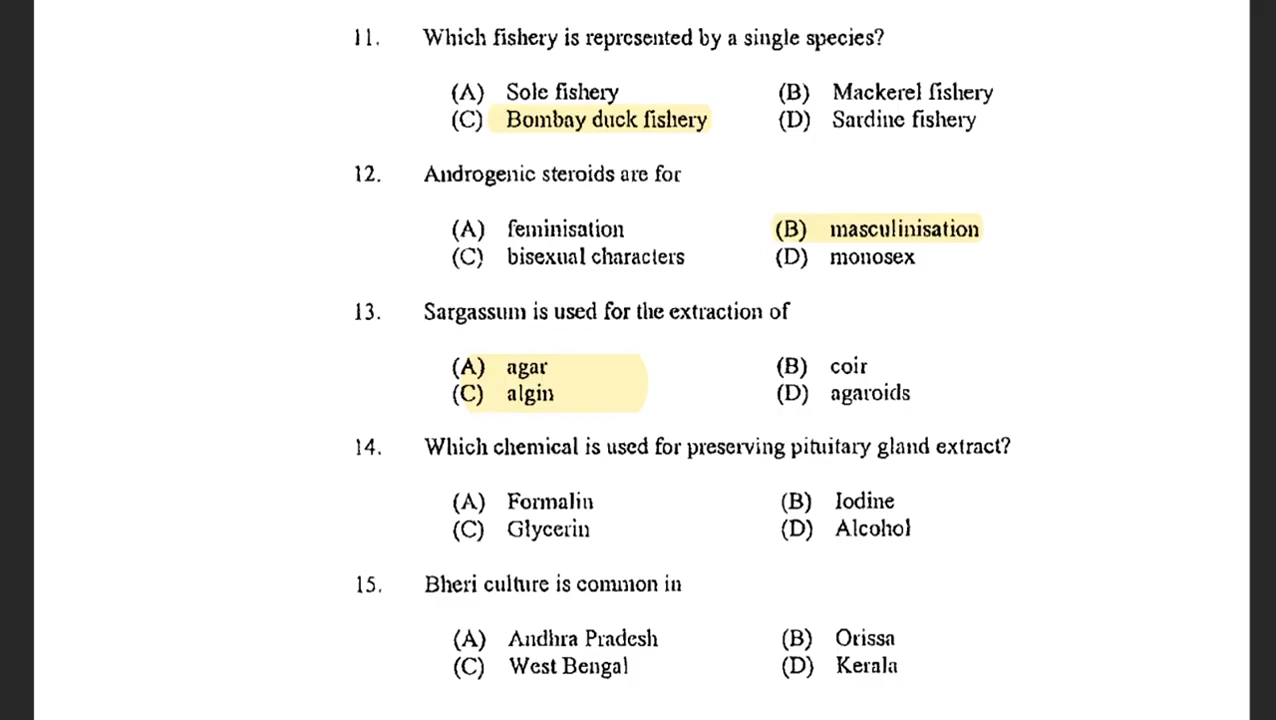 11. Which fishery is represented by a single species?
(A) Sole fishery (B) Mackerel fishery
(C) Bombay duck fishery (D) Sardine fishery
12. Androgenic steroids are for
(A) feminisation (B) masculinisation
(C) bisexual characters (D) monosex
13. Sargassum is used for the extraction of
(A) agar (B) coir
(C) algin (D) agaroids
14. Which chemical is used for preserving pituitary gland extract?
(A) Formalin (B) Iodine
(C) Glycerin (D) Alcohol
15. Bheri culture is common in
(A) Andhra Pradesh (B) Orissa
(C) West Bengal (D) Kerala